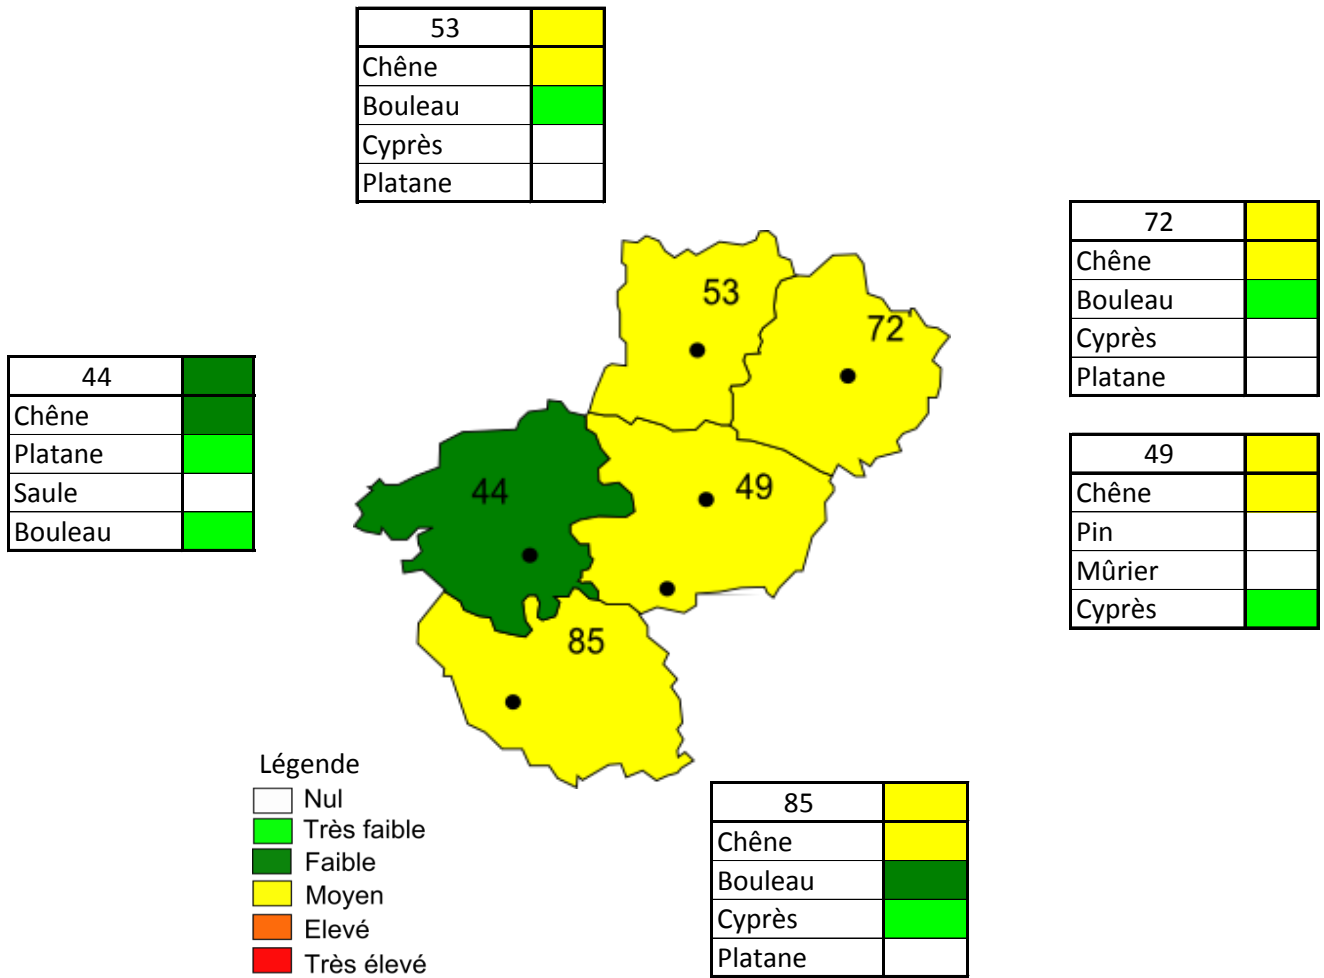 53
Chêne
Bouleau
Cyprès
Platane
72
Chêne
Bouleau
Cyprès
Platane
53
72
44
Chêne
Platane
Saule
Bouleau
44
49
49
Chêne
Pin
Mûrier
Cyprès
85
Légende
Nul
Très faible
Faible
Moyen
Elevé
Très élevé
85
Chêne
Bouleau
Cyprès
Platane